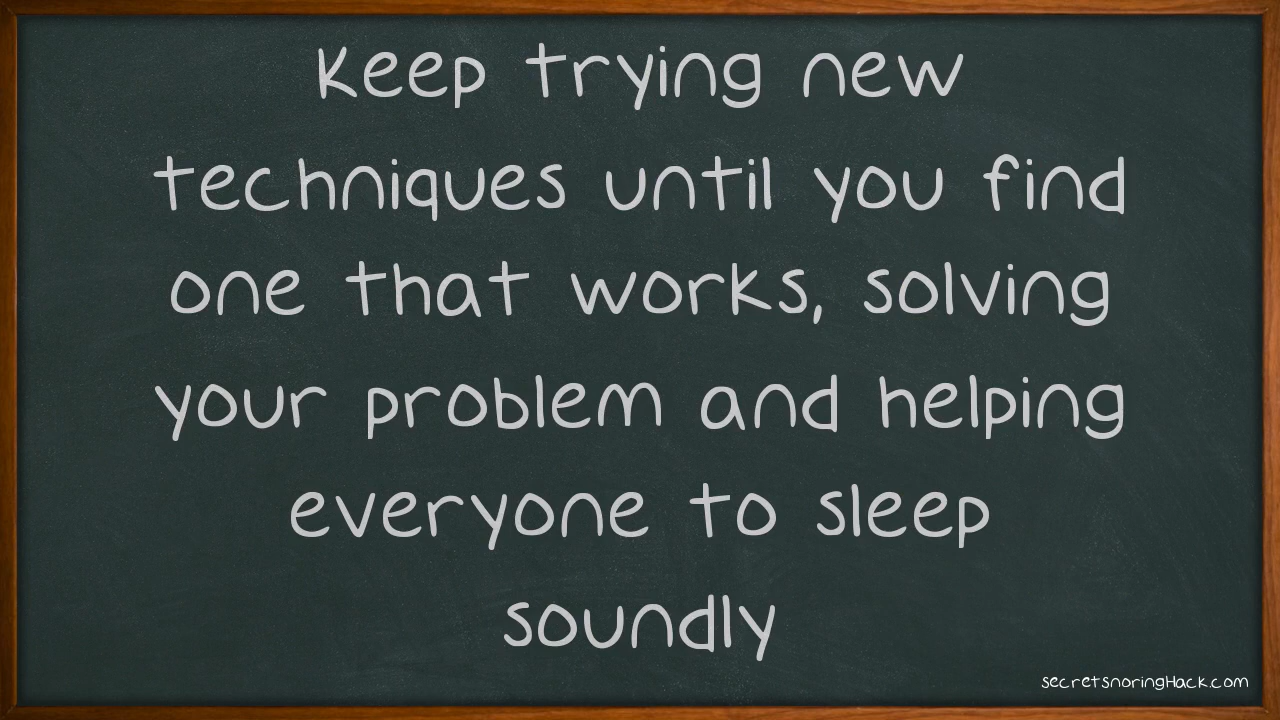 Keep trying new
techniques until you find
one that works, solving
your problem and helping
everyone to sleep
soundly
secretsnoringHack.com